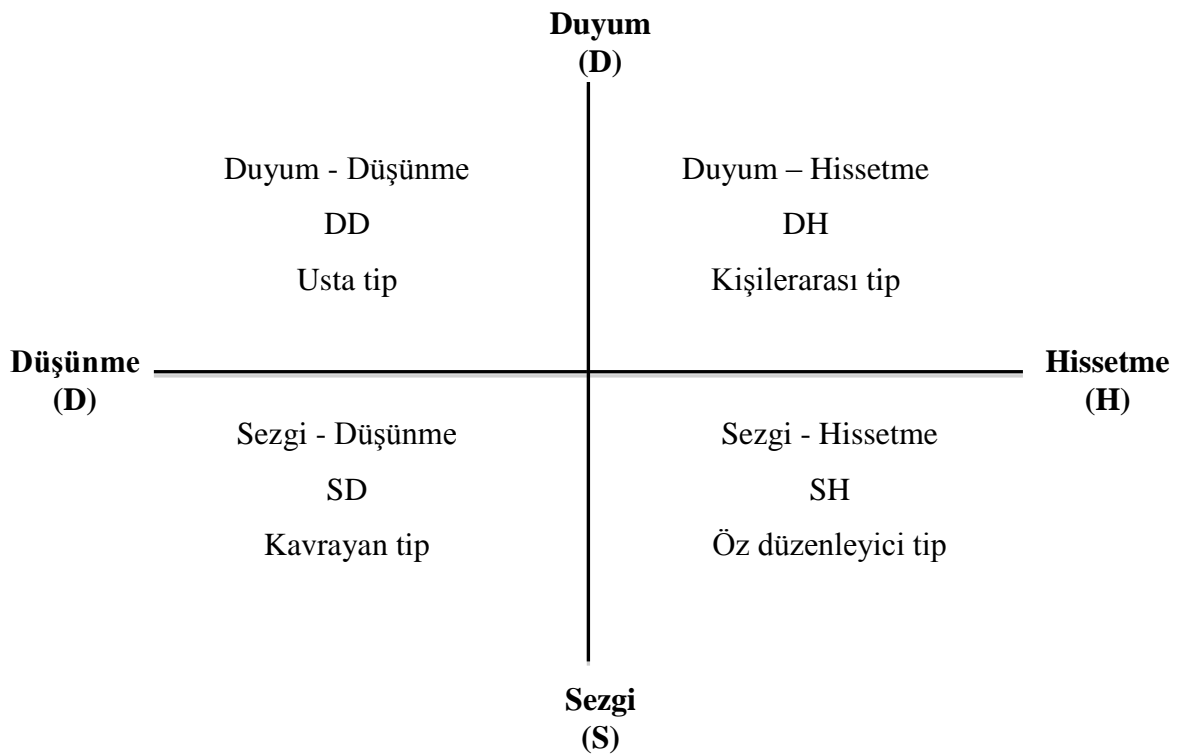 Duyum
(D)
Duyum - Düşünme
DD
Usta tip
Duyum – Hissetme
DH
Kişilerarası tip
Düşünme
(D)
Hissetme
(H)
Sezgi - Düşünme
SD
Kavrayan tip
Sezgi - Hissetme
SH
Öz düzenleyici tip
Sezgi
(S)